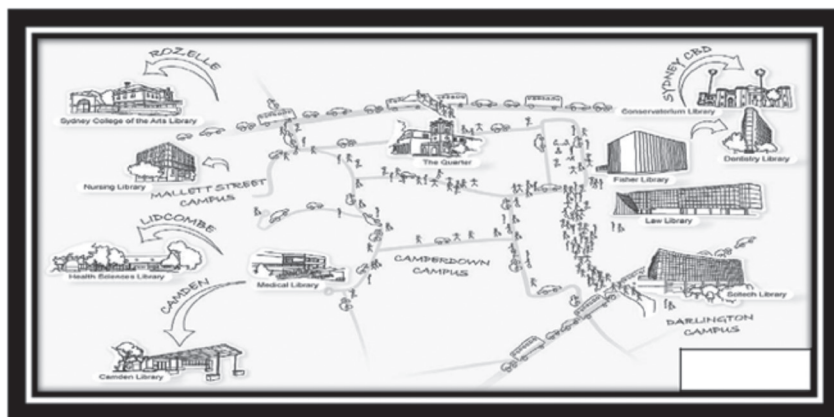 ROZELLE
Sydney College of the Arts Library
Nursing Library
MALLETT STREET
CAMPUS
LIDCOMBE
Health Sciences Library
CAMDEN
Camden Library
Medical Library
The Quarter
CAMPERDOWN
CAMPUS
SYDNEY CBD
Conservatorium Library
Dentistry Library
Fisher Library
Law Library
Scitech Library
DARLINGTON
CAMPUS